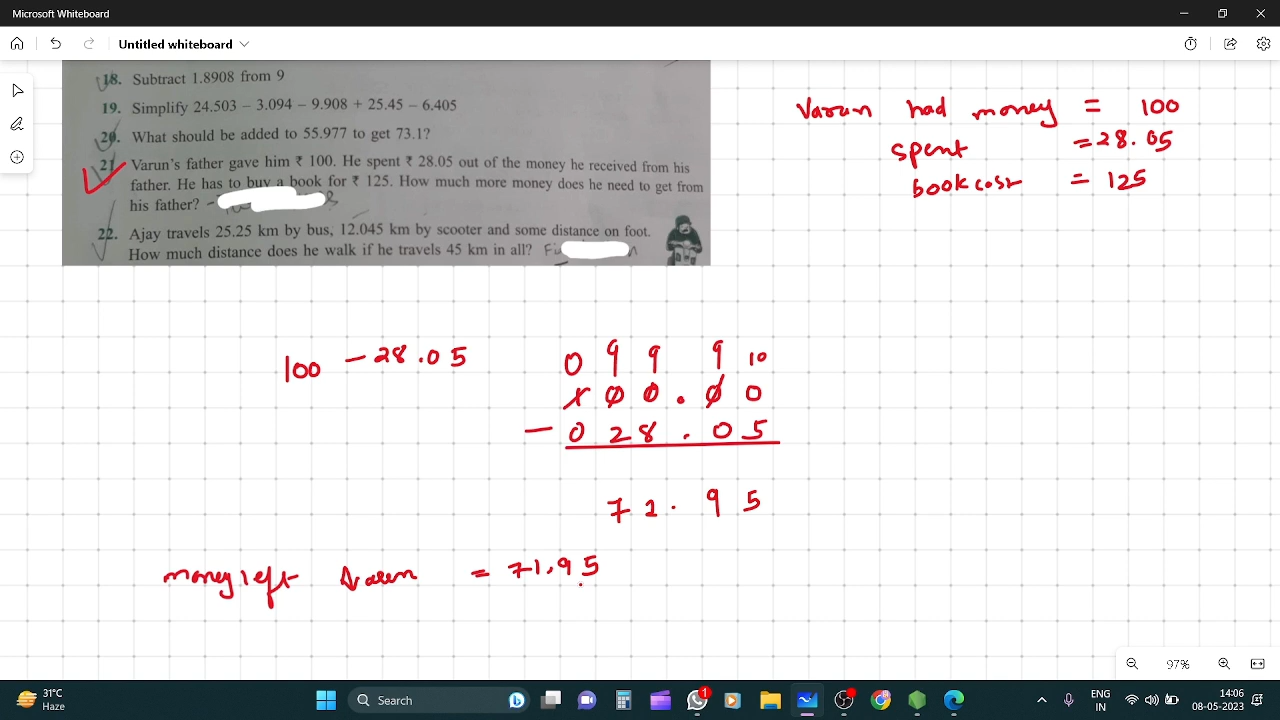 Microsoft Whiteboard
Untitled whiteboard
18. Subtract 1.8908 from 9
19. Simplify 24.503 − 3.094 − 9.908 + 25.45 − 6.405
20. What should be added to 55.977 to get 73.1?
21. Varun's father gave him ₹ 100. He spent ₹ 28.05 out of the money he received from his
father. He has to buy a book for ₹ 125. How much more money does he need to get from
his father?
22. Ajay travels 25.25 km by bus, 12.045 km by scooter and some distance on foot.
How much distance does he walk if he travels 45 km in all?
Varun had money = 100
spent = 28.05
book cost = 125
100 − 28.05
0 9 9 9 10
1 0 0 . 0 0
− 0 2 8 . 0 5
7 1 . 9 5
money left Varun = 71.95
97%
31°C
Haze
Search
1
ENG
IN
14:06
08-05-2023